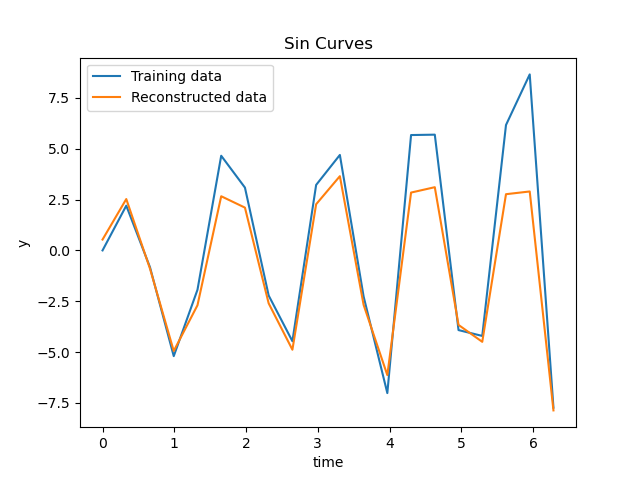 Sin Curves
Training data
Reconstructed data
7.5
5.0
2.5
0.0
−2.5
−5.0
−7.5
y
0 1 2 3 4 5 6
time